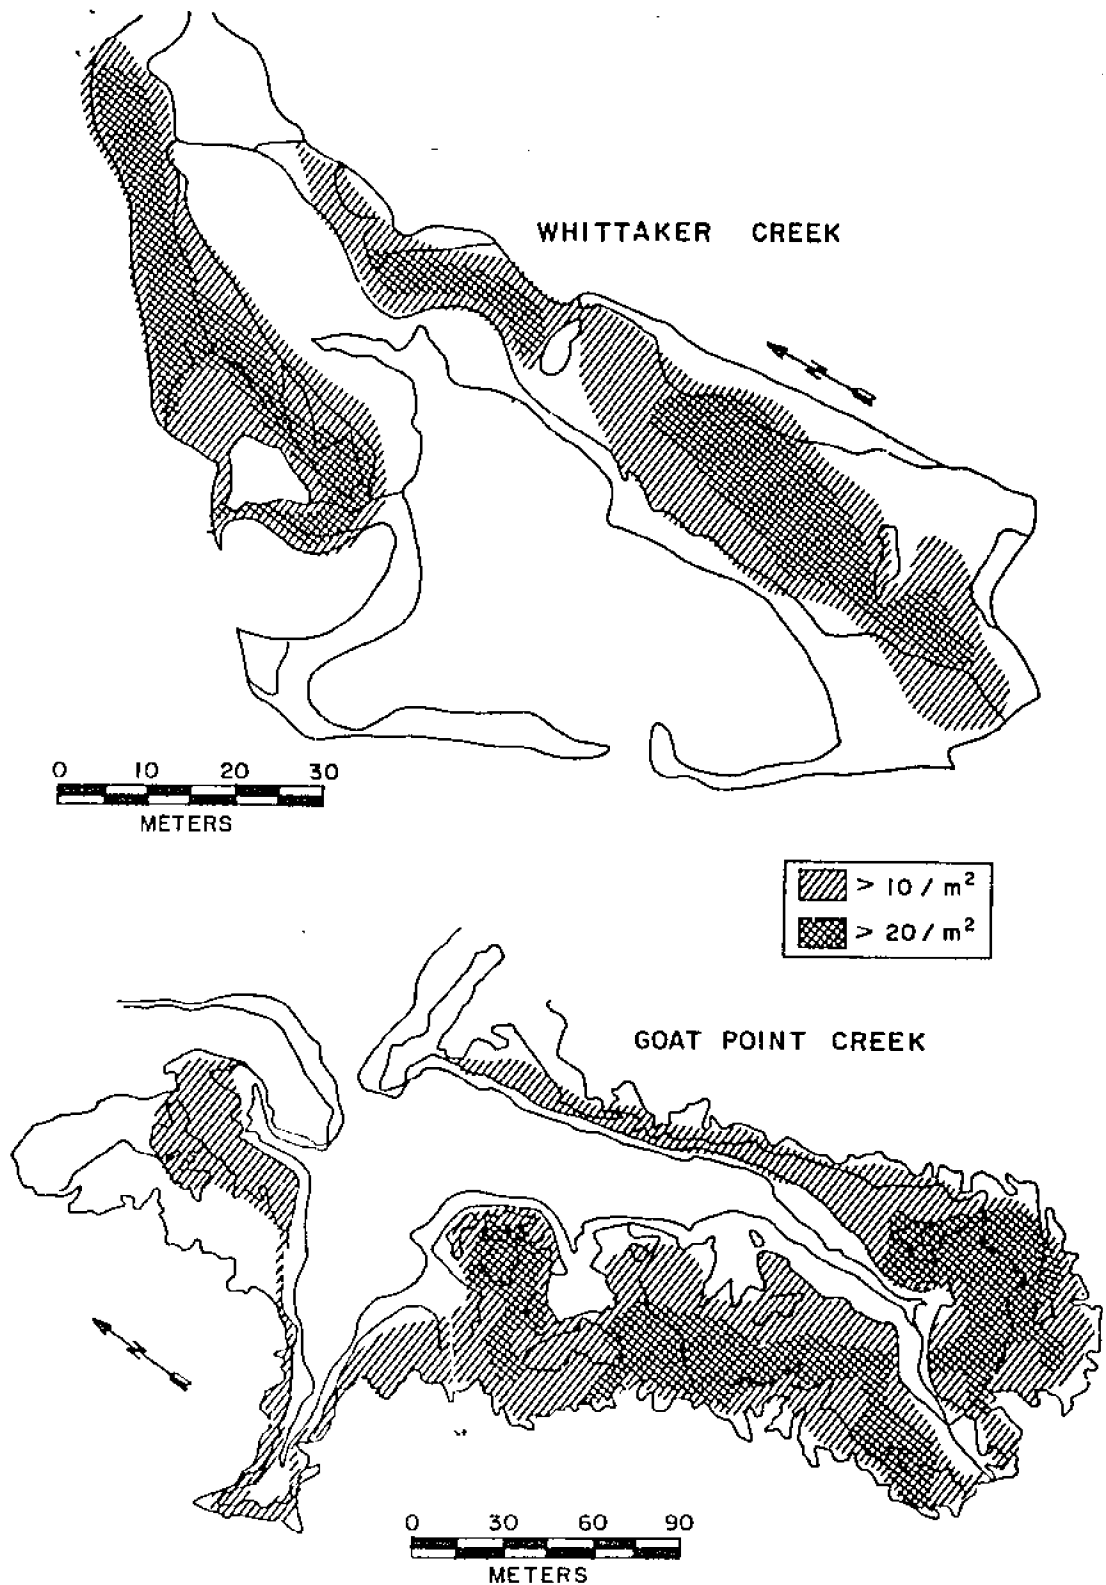 WHITTAKER CREEK
N
0 10 20 30
METERS
> 10 / m²
> 20 / m²
GOAT POINT CREEK
N
0 30 60 90
METERS